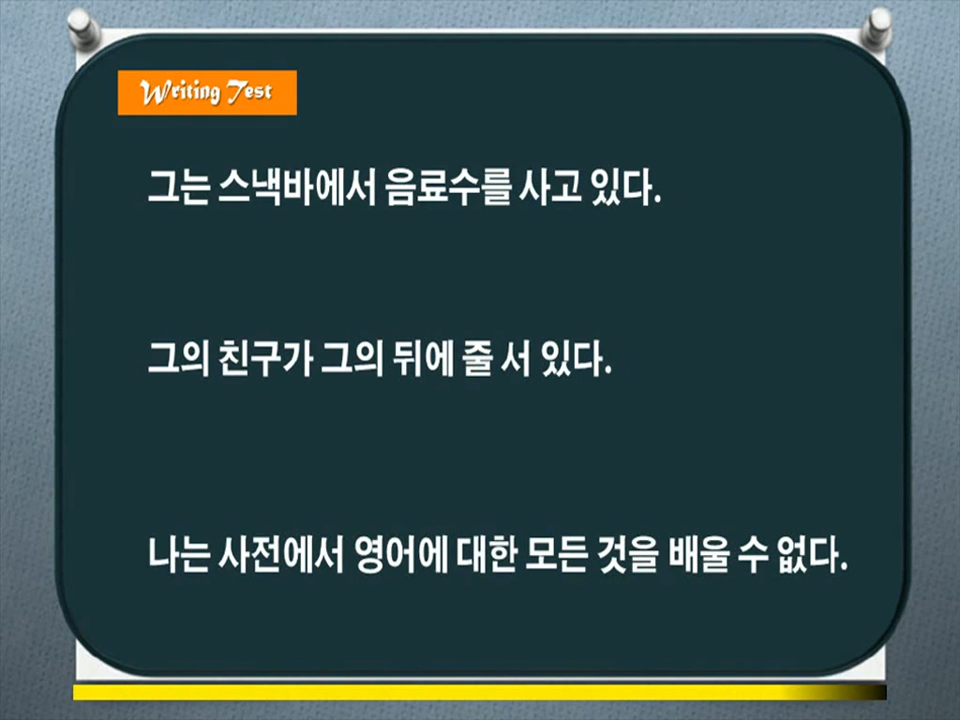 Writing Test
그는 스낵바에서 음료수를 사고 있다.
그의 친구가 그의 뒤에 줄 서 있다.
나는 사전에서 영어에 대한 모든 것을 배울 수 없다.